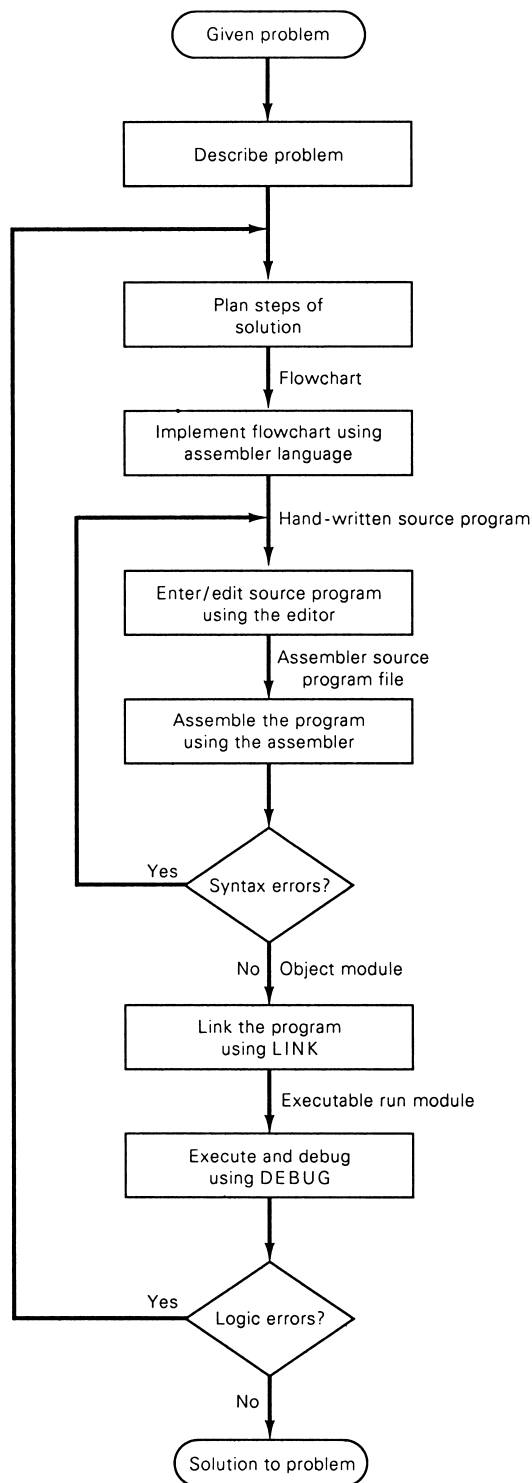 Given problem
Describe problem
Plan steps of
solution
Flowchart
Implement flowchart using
assembler language
Hand-written source program
Enter/edit source program
using the editor
Assembler source
program file
Assemble the program
using the assembler
Yes
Syntax errors?
No
Object module
Link the program
using LINK
Executable run module
Execute and debug
using DEBUG
Yes
Logic errors?
No
Solution to problem